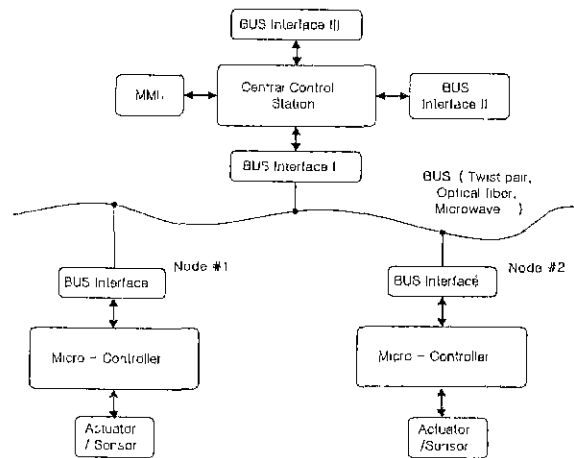 BUS Interface III
MMI
Central Control
Station
BUS
Interface II
BUS Interface I
BUS ( Twist pair,
Optical fiber,
Microwave )
Node #1
BUS Interface
Node #2
BUS Interface
Micro - Controller
Micro - Controller
Actuator
/ Sensor
Actuator
/Sensor